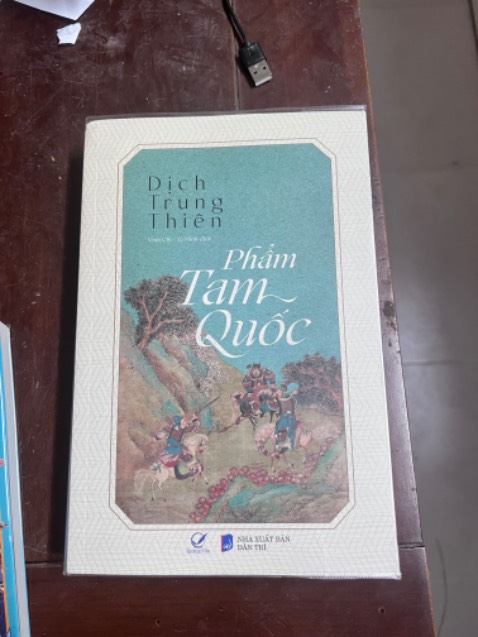 Dịch
Trung
Thiên
Phẩm
Tam
Quốc
NHÀ XUẤT BẢN
DÂN TRÍ